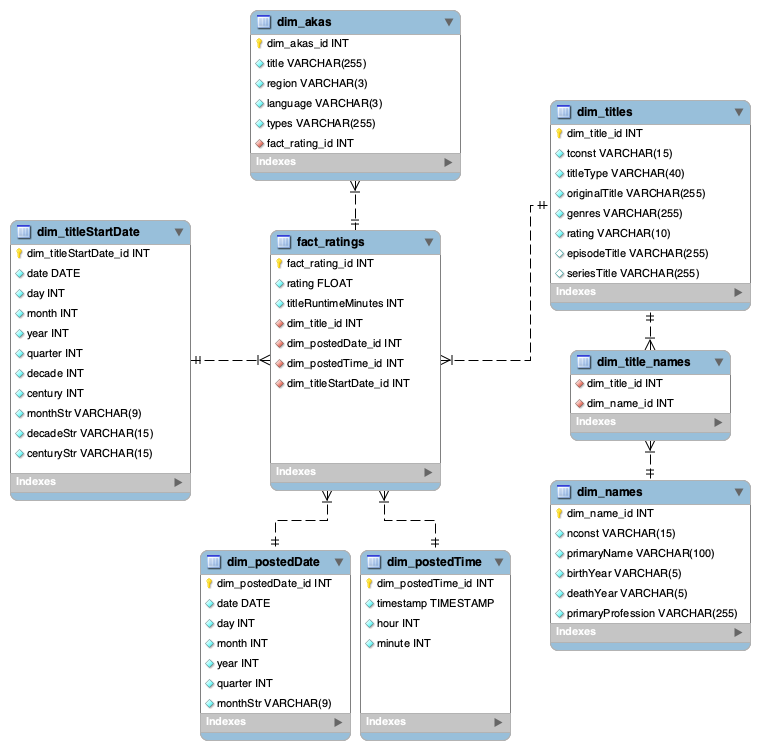 dim_akas
dim_akas_id INT
title VARCHAR(255)
region VARCHAR(3)
language VARCHAR(3)
types VARCHAR(255)
fact_rating_id INT
Indexes
dim_titles
dim_title_id INT
tconst VARCHAR(15)
titleType VARCHAR(40)
originalTitle VARCHAR(255)
genres VARCHAR(255)
rating VARCHAR(10)
episodeTitle VARCHAR(255)
seriesTitle VARCHAR(255)
Indexes
dim_titleStartDate
dim_titleStartDate_id INT
date DATE
day INT
month INT
year INT
quarter INT
decade INT
century INT
monthStr VARCHAR(9)
decadeStr VARCHAR(15)
centuryStr VARCHAR(15)
Indexes
fact_ratings
fact_rating_id INT
rating FLOAT
titleRuntimeMinutes INT
dim_title_id INT
dim_postedDate_id INT
dim_postedTime_id INT
dim_titleStartDate_id INT
Indexes
dim_title_names
dim_title_id INT
dim_name_id INT
Indexes
dim_names
dim_name_id INT
nconst VARCHAR(15)
primaryName VARCHAR(100)
birthYear VARCHAR(5)
deathYear VARCHAR(5)
primaryProfession VARCHAR(255)
Indexes
dim_postedDate
dim_postedDate_id INT
date DATE
day INT
month INT
year INT
quarter INT
monthStr VARCHAR(9)
Indexes
dim_postedTime
dim_postedTime_id INT
timestamp TIMESTAMP
hour INT
minute INT
Indexes